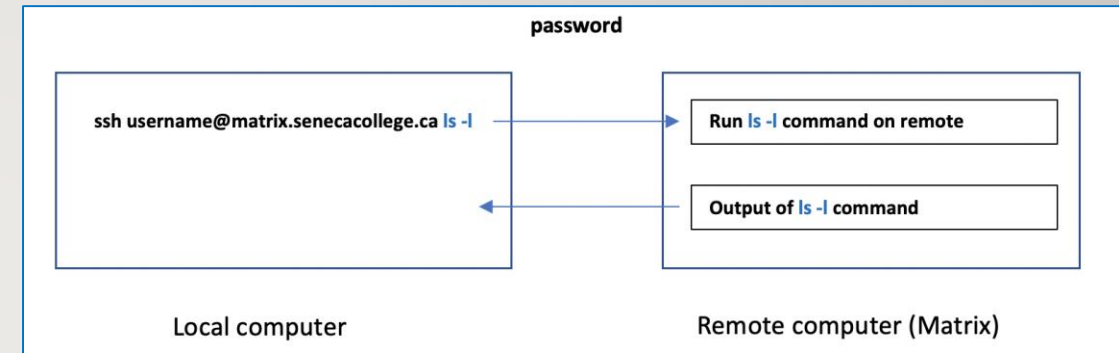 password
ssh username@matrix.senecacollege.ca ls -l
Run ls -l command on remote
Output of ls -l command
Local computer
Remote computer (Matrix)